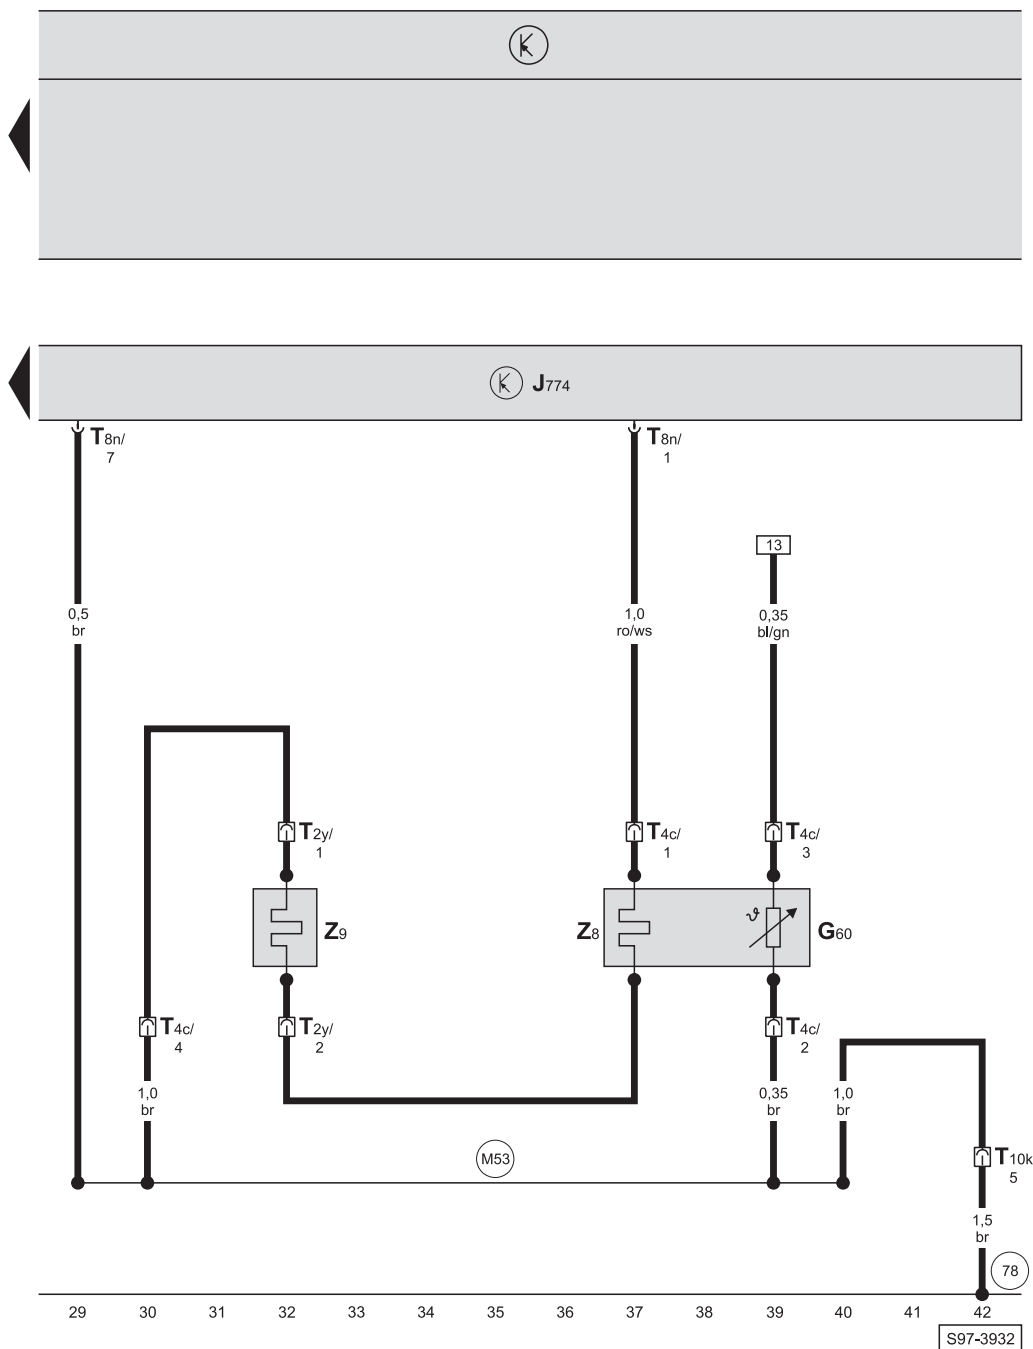 J774
T8n/
7
T8n/
1
13
0,5
br
1,0
ro/ws
0,35
bl/gn
T2y/
1
T4c/
1
T4c/
3
Z9
Z8
ϑ
G60
T4c/
4
T2y/
2
T4c/
2
1,0
br
0,35
br
1,0
br
M53
T10k
5
1,5
br
78
29 30 31 32 33 34 35 36 37 38 39 40 41 42
S97-3932